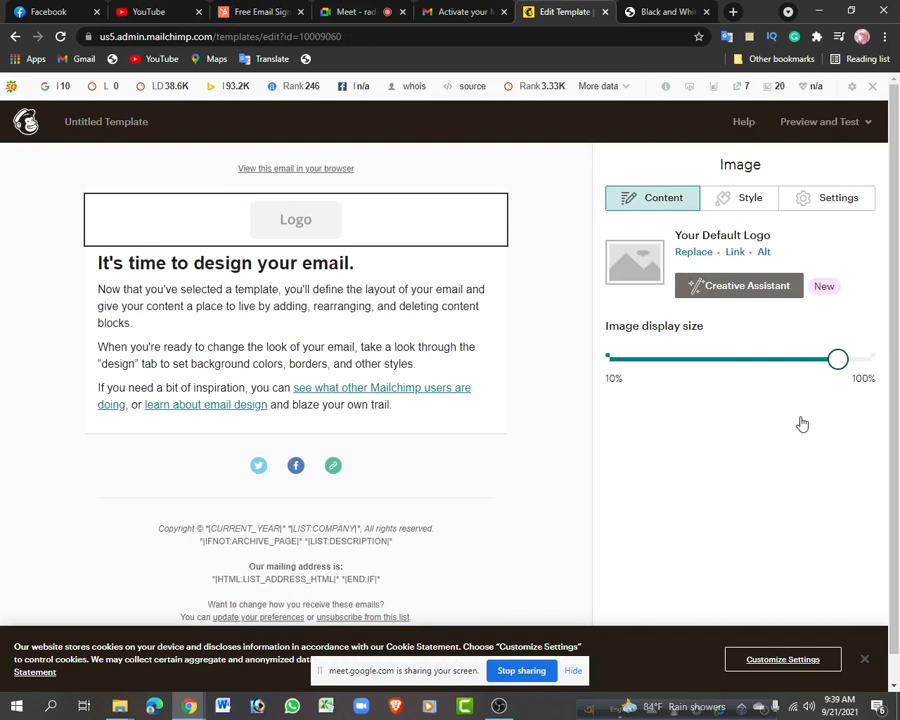 Facebook
YouTube
Free Email Sign
Meet - rad
Activate your M
Edit Template |
Black and Whit
us5.admin.mailchimp.com/templates/edit?id=10009060
Apps
Gmail
YouTube
Maps
Translate
Other bookmarks
Reading list
I 10
L 0
LD 38.6K
I 93.2K
Rank 246
I n/a
whois
source
Rank 3.33K
More data
7
20
n/a
Untitled Template
Help
Preview and Test
View this email in your browser
Logo
It's time to design your email.
Now that you've selected a template, you'll define the layout of your email and
give your content a place to live by adding, rearranging, and deleting content
blocks.
When you're ready to change the look of your email, take a look through the
"design" tab to set background colors, borders, and other styles.
If you need a bit of inspiration, you can see what other Mailchimp users are
doing, or learn about email design and blaze your own trail.
Copyright © *|CURRENT_YEAR|* *|LIST:COMPANY|*, All rights reserved.
*|IFNOT:ARCHIVE_PAGE|* *|LIST:DESCRIPTION|*
Our mailing address is:
*|HTML:LIST_ADDRESS_HTML|* *|END:IF|*
Want to change how you receive these emails?
You can update your preferences or unsubscribe from this list.
Image
Content
Style
Settings
Your Default Logo
Replace · Link · Alt
Creative Assistant
New
Image display size
10%
100%
Our website stores cookies on your device and discloses information in accordance with our Cookie Statement. Choose "Customize Settings"
to control cookies. We may collect certain aggregate and anonymized dat
Statement
Customize Settings
meet.google.com is sharing your screen.
Stop sharing
Hide
84°F Rain showers
9:39 AM
9/21/2021
6